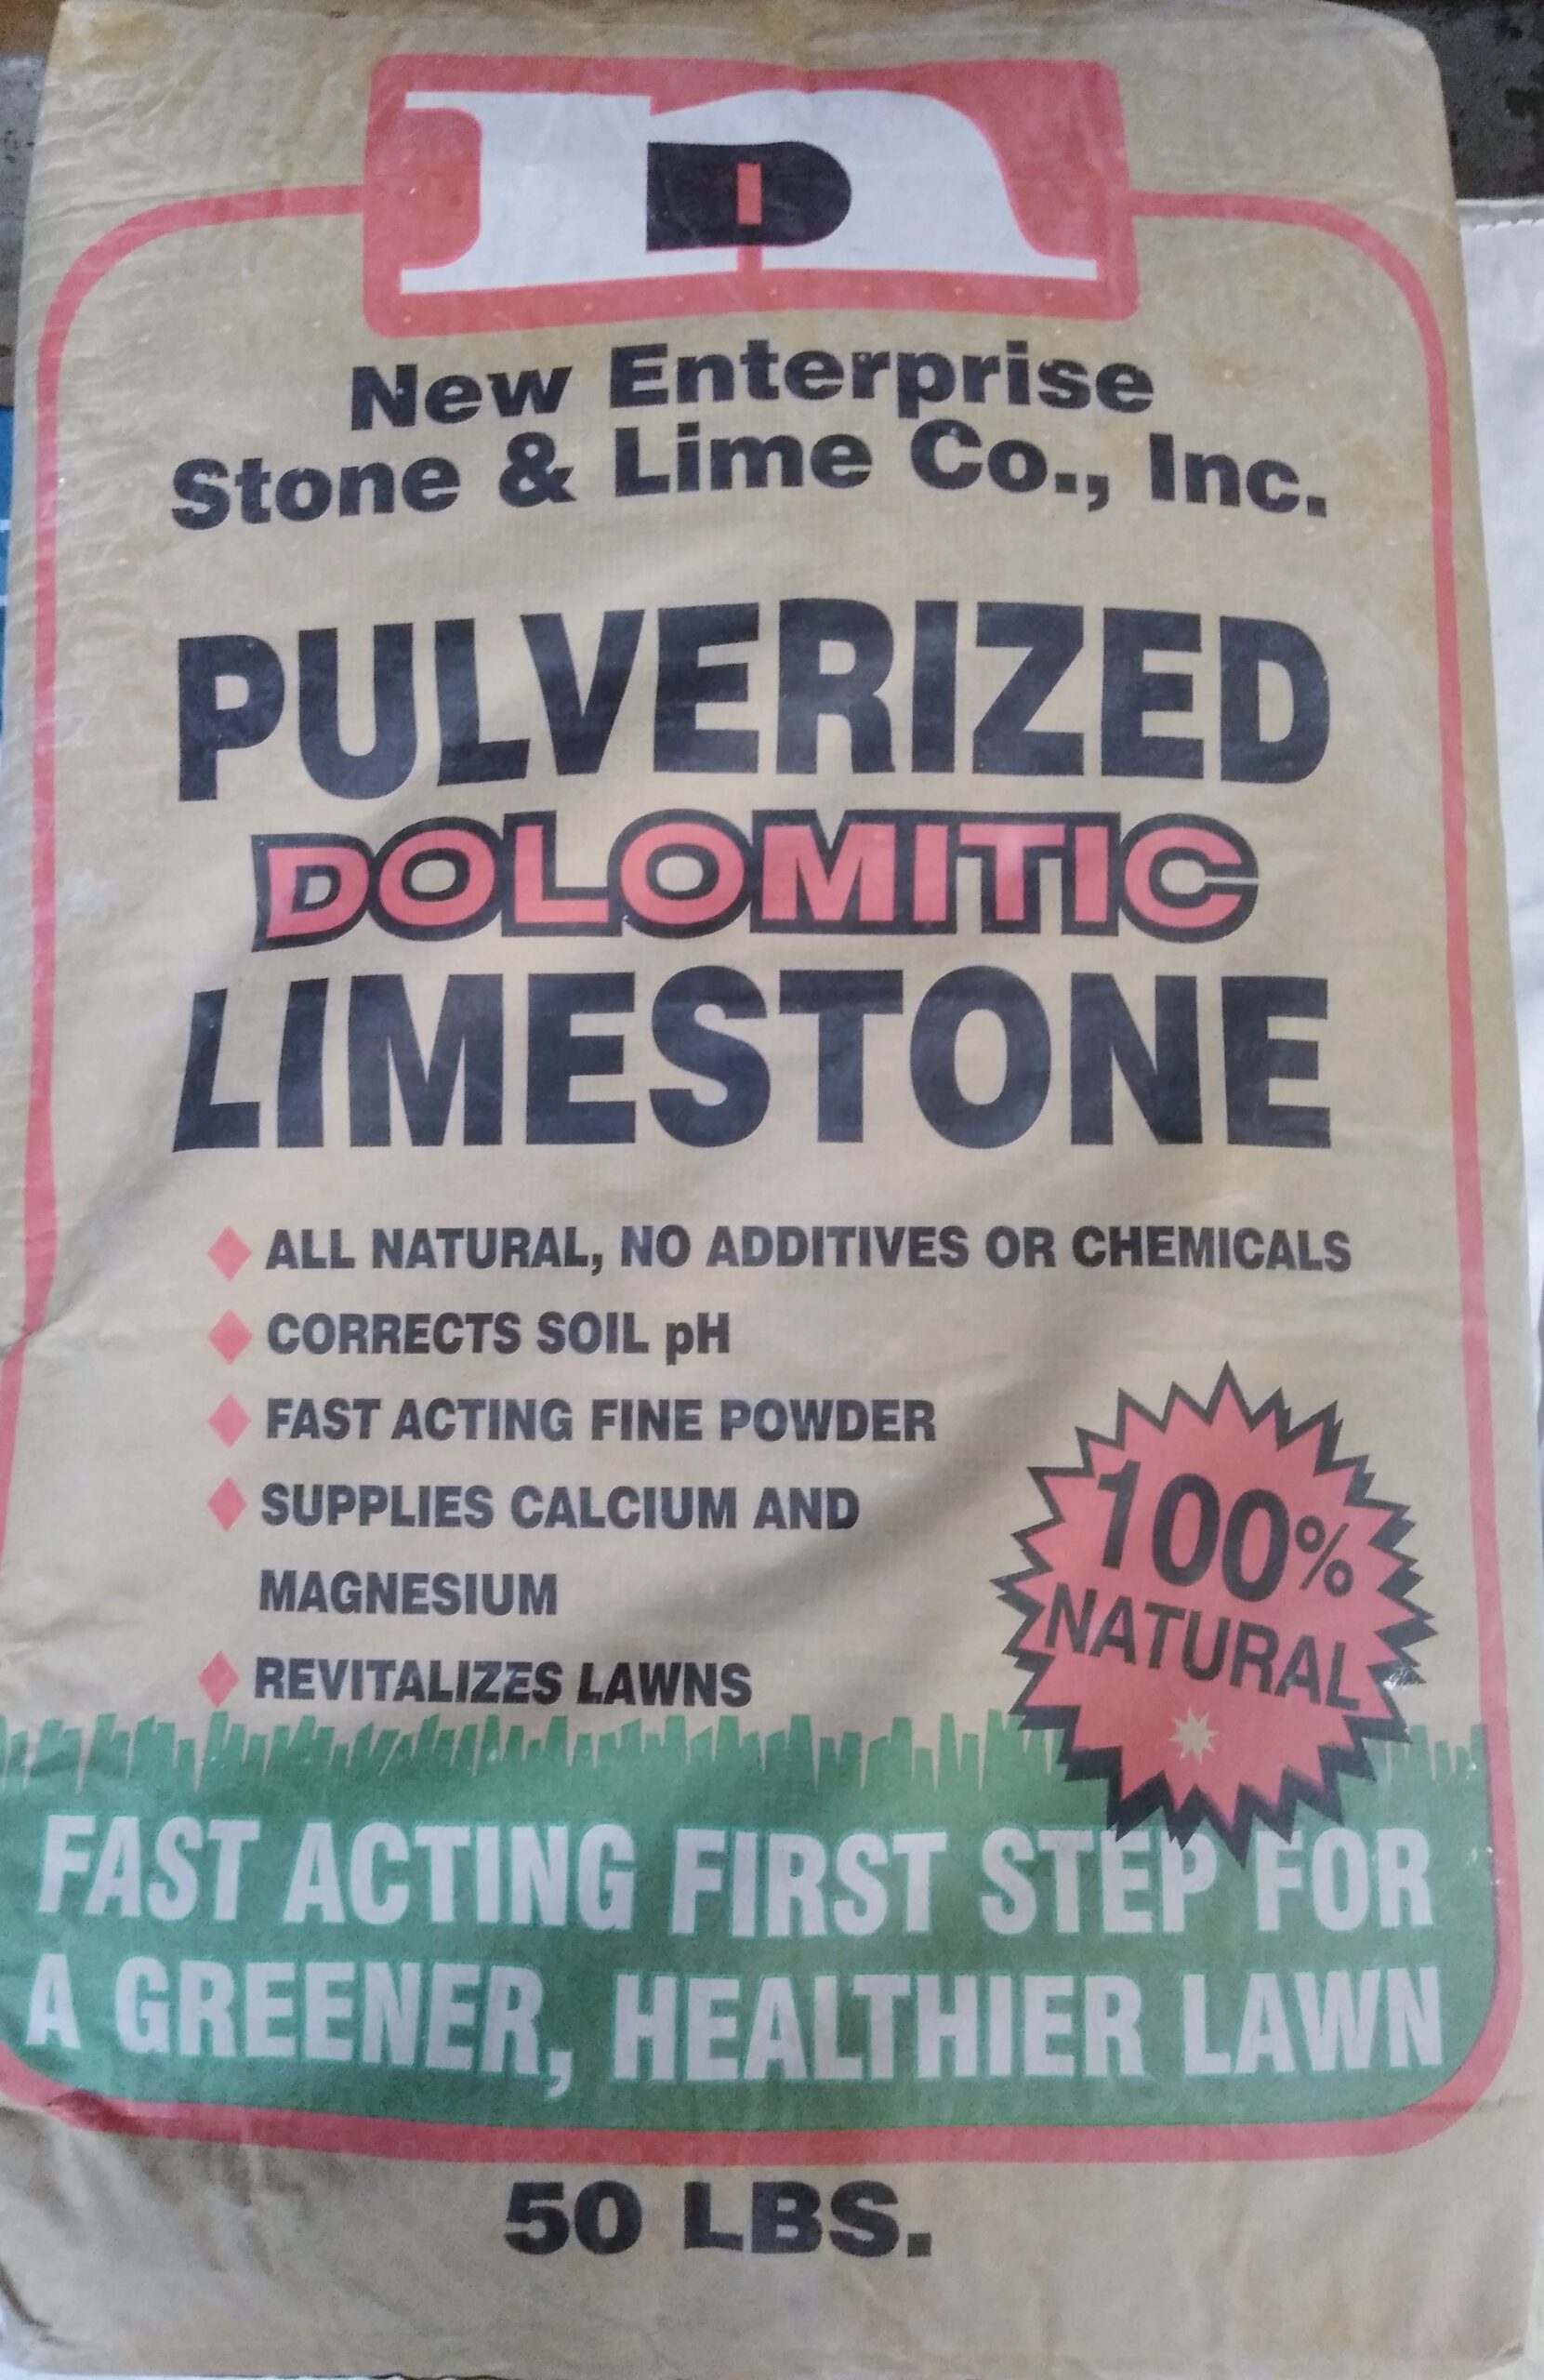 n
New Enterprise
Stone & Lime Co., Inc.
PULVERIZED
DOLOMITIC
LIMESTONE
ALL NATURAL, NO ADDITIVES OR CHEMICALS
CORRECTS SOIL pH
FAST ACTING FINE POWDER
SUPPLIES CALCIUM AND
MAGNESIUM
REVITALIZES LAWNS
100%
NATURAL
FAST ACTING FIRST STEP FOR
A GREENER, HEALTHIER LAWN
50 LBS.